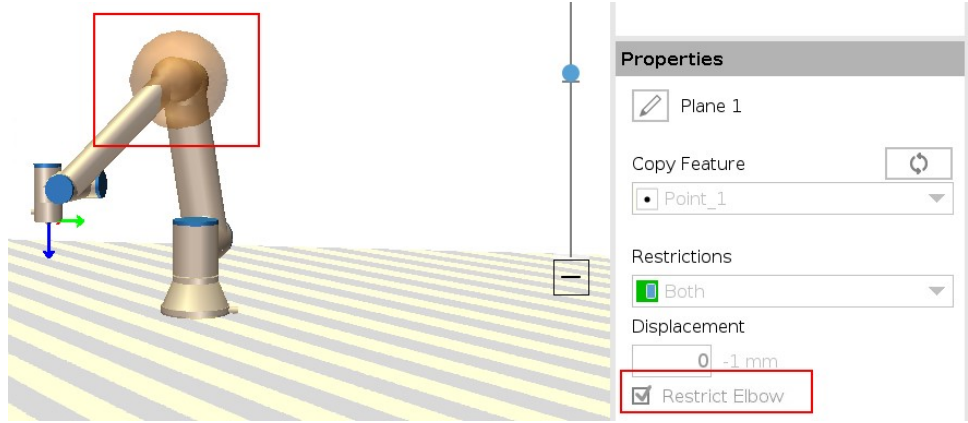 Properties
Plane 1
Copy Feature
Point_1
Restrictions
Both
Displacement
0 -1 mm
Restrict Elbow